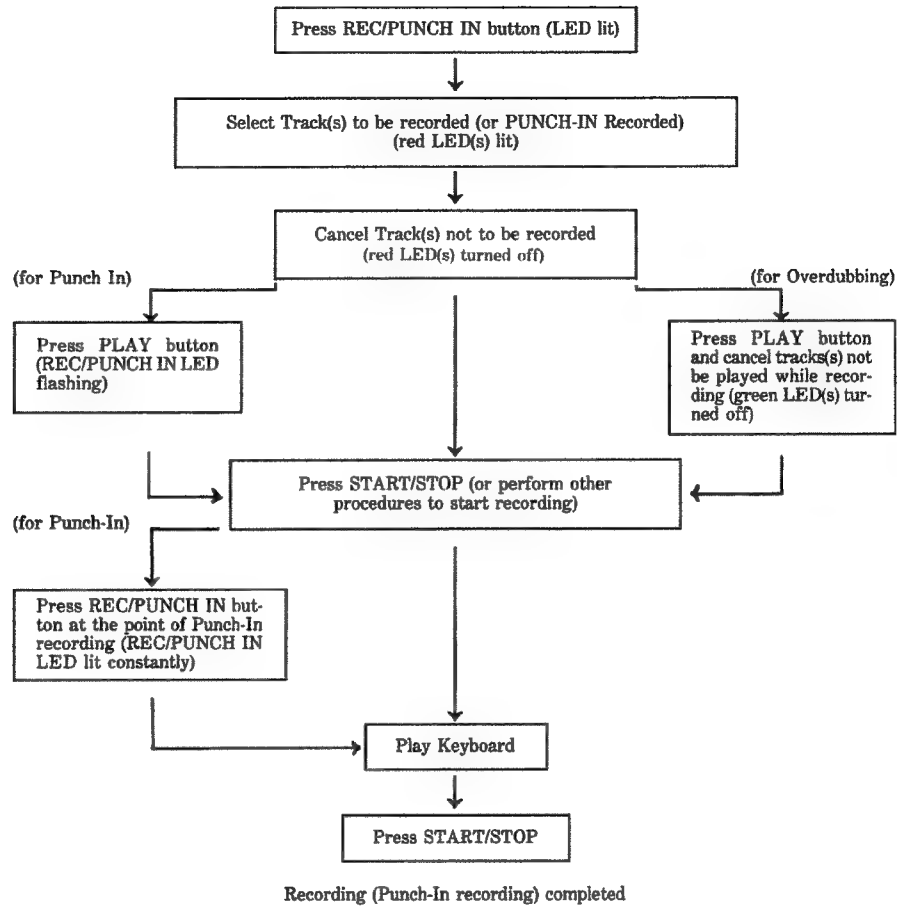 Press REC/PUNCH IN button (LED lit)
Select Track(s) to be recorded (or PUNCH-IN Recorded)
(red LED(s) lit)
Cancel Track(s) not to be recorded
(red LED(s) turned off)
(for Punch In)
(for Overdubbing)
Press PLAY button
(REC/PUNCH IN LED
flashing)
Press PLAY button
and cancel tracks(s) not
be played while recor-
ding (green LED(s) tur-
ned off)
Press START/STOP (or perform other
procedures to start recording)
(for Punch-In)
Press REC/PUNCH IN but-
ton at the point of Punch-In
recording (REC/PUNCH IN
LED lit constantly)
Play Keyboard
Press START/STOP
Recording (Punch-In recording) completed